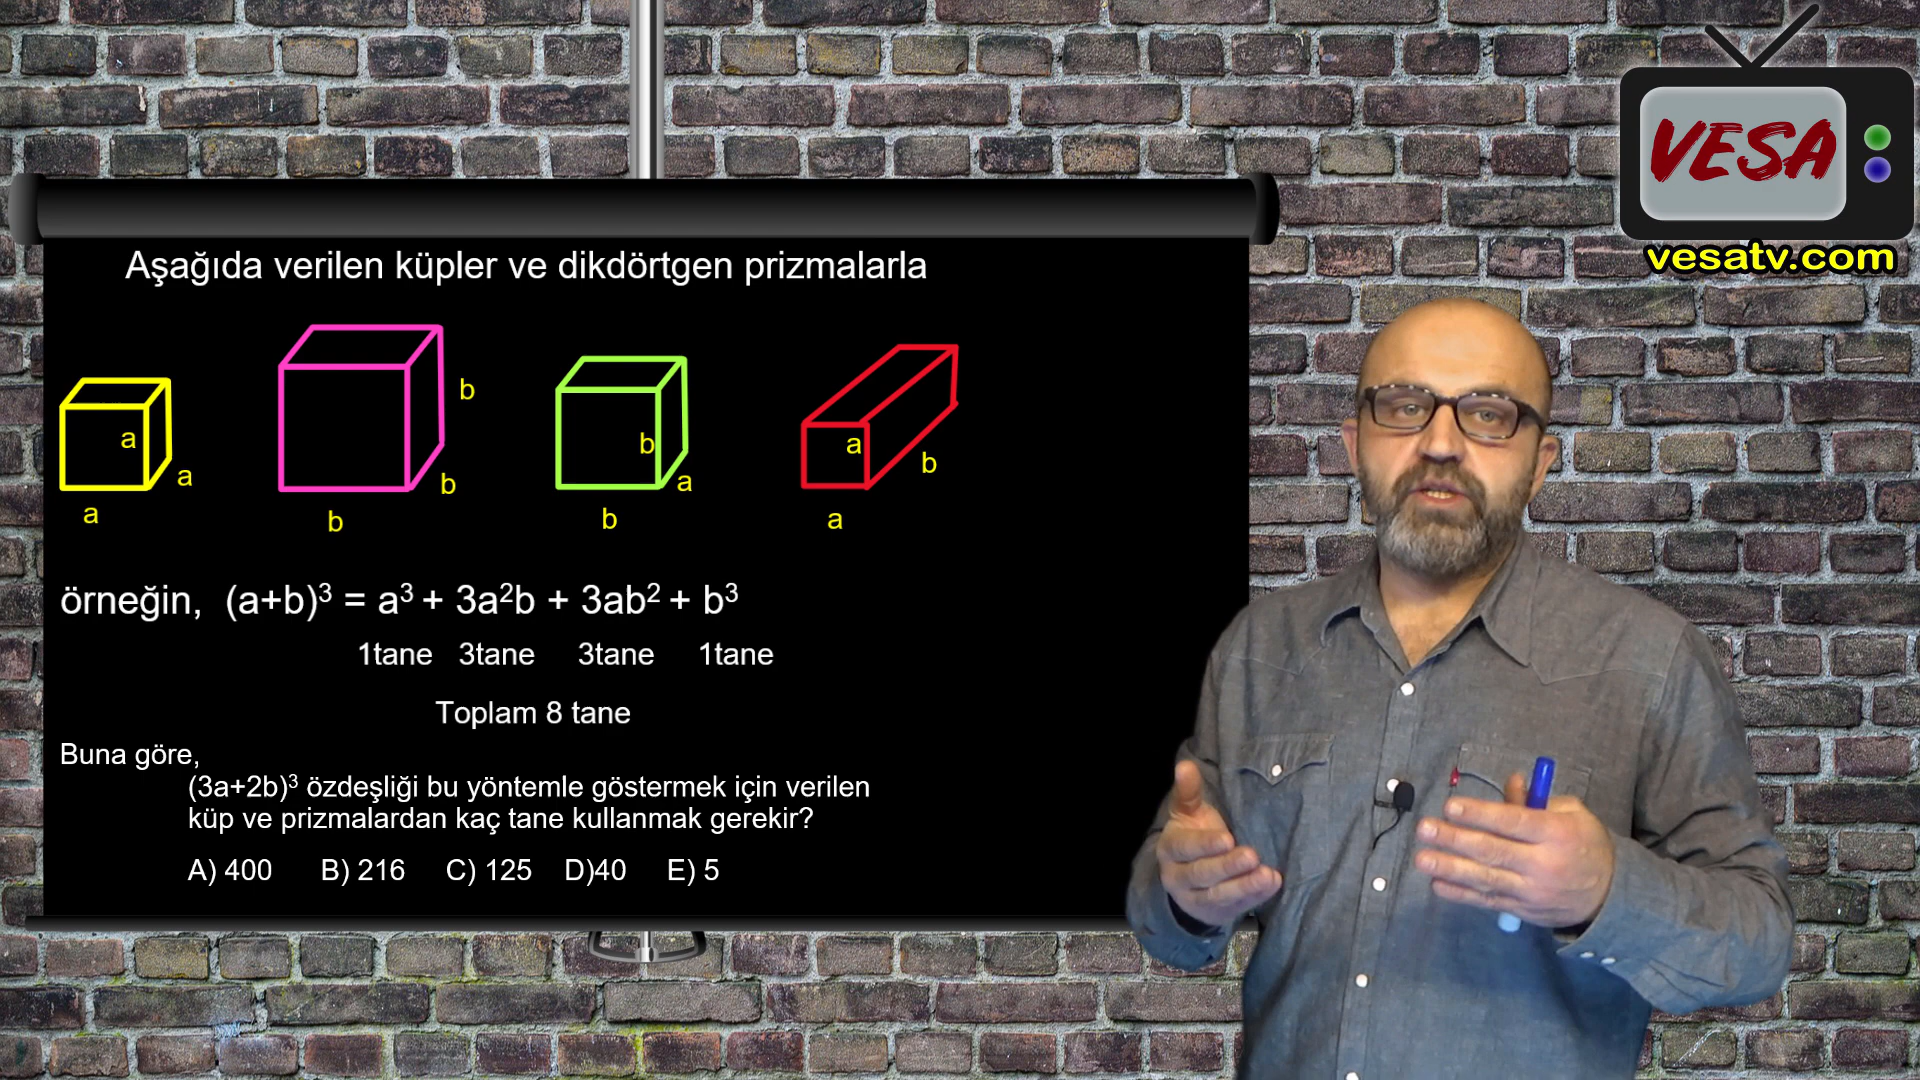 VESA
vesatv.com
Aşağıda verilen küpler ve dikdörtgen prizmalarla
a
a
a
b
b
b
b
a
b
a
b
a
örneğin, (a+b)³ = a³ + 3a²b + 3ab² + b³
1tane 3tane 3tane 1tane
Toplam 8 tane
Buna göre,
(3a+2b)³ özdeşliği bu yöntemle göstermek için verilen
küp ve prizmalardan kaç tane kullanmak gerekir?
A) 400 B) 216 C) 125 D)40 E) 5